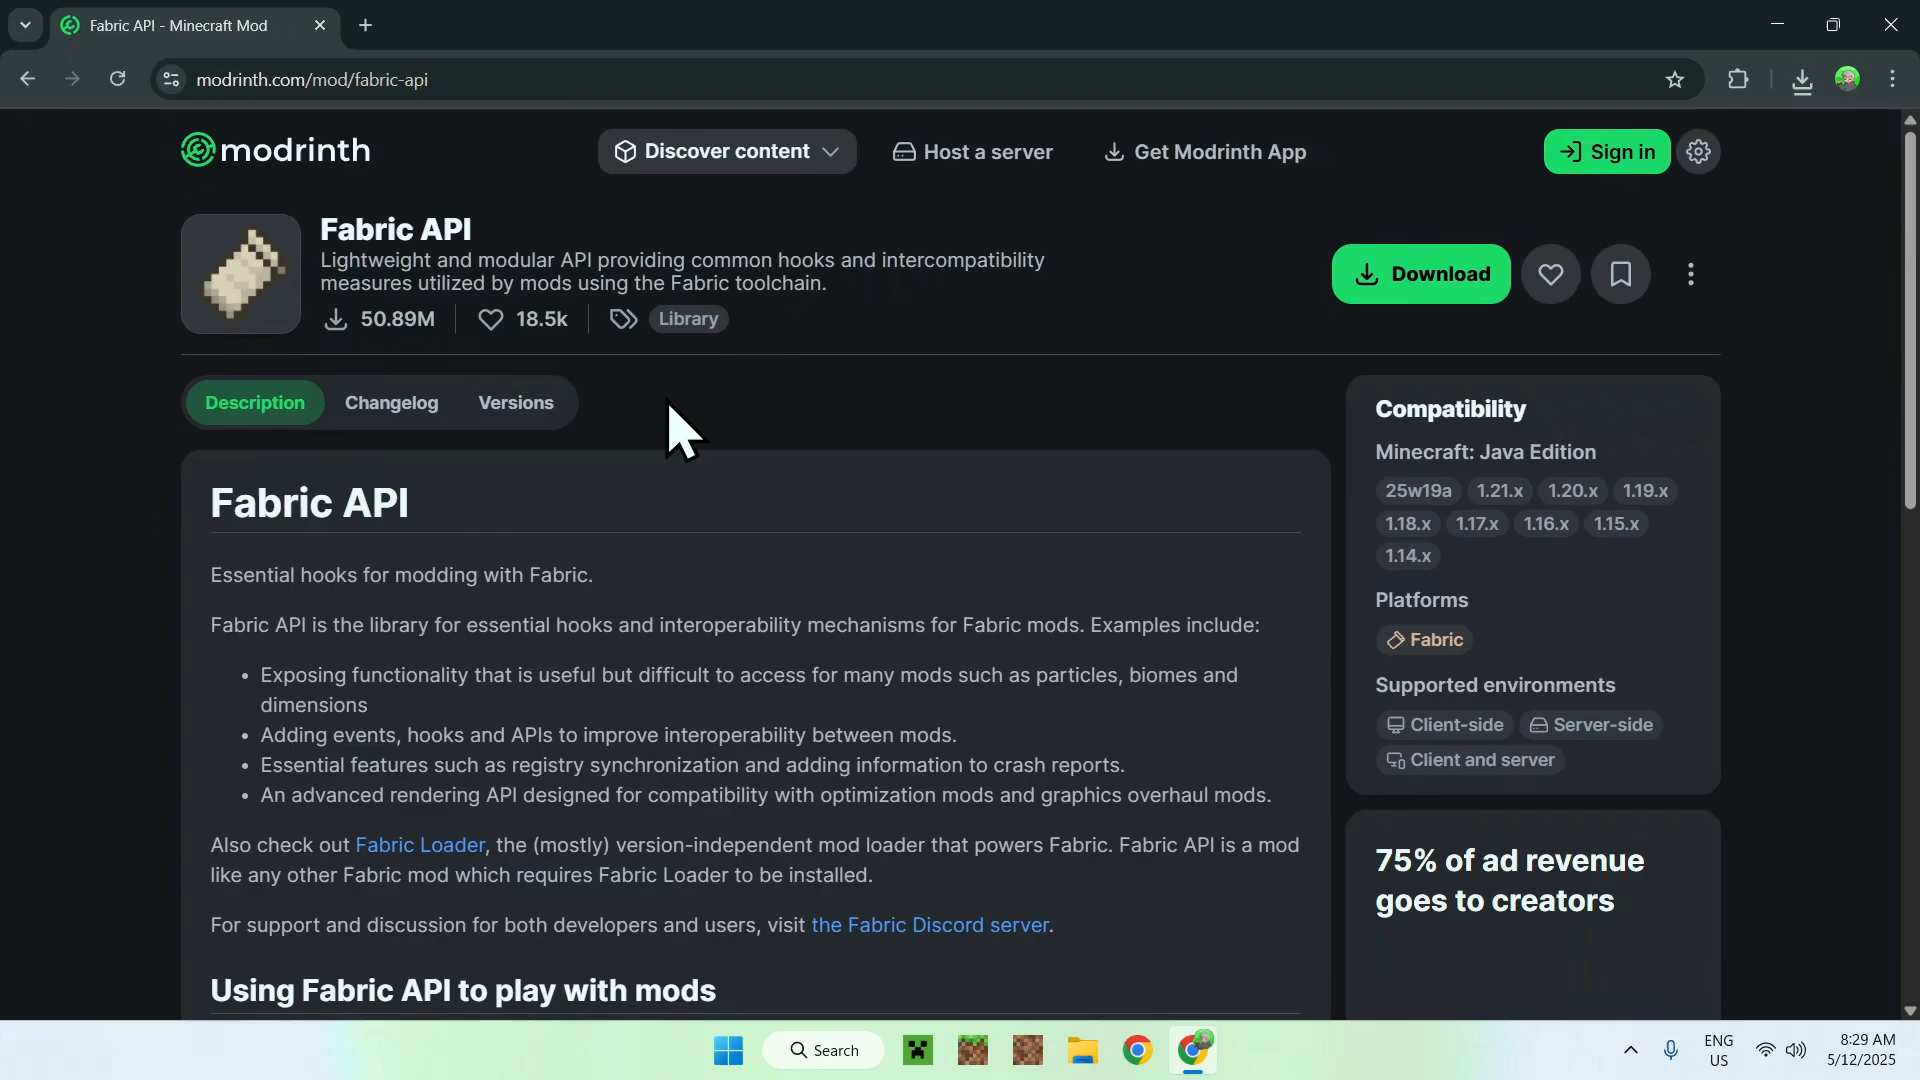 Fabric API - Minecraft Mod
modrinth.com/mod/fabric-api
modrinth
Discover content
Host a server
Get Modrinth App
Sign in
Fabric API
Lightweight and modular API providing common hooks and intercompatibility
measures utilized by mods using the Fabric toolchain.
50.89M
18.5k
Library
Download
Description
Changelog
Versions
Fabric API
Essential hooks for modding with Fabric.
Fabric API is the library for essential hooks and interoperability mechanisms for Fabric mods. Examples include:
• Exposing functionality that is useful but difficult to access for many mods such as particles, biomes and
dimensions
• Adding events, hooks and APIs to improve interoperability between mods.
• Essential features such as registry synchronization and adding information to crash reports.
• An advanced rendering API designed for compatibility with optimization mods and graphics overhaul mods.
Also check out Fabric Loader, the (mostly) version-independent mod loader that powers Fabric. Fabric API is a mod
like any other Fabric mod which requires Fabric Loader to be installed.
For support and discussion for both developers and users, visit the Fabric Discord server.
Using Fabric API to play with mods
Compatibility
Minecraft: Java Edition
25w19a 1.21.x 1.20.x 1.19.x
1.18.x 1.17.x 1.16.x 1.15.x
1.14.x
Platforms
Fabric
Supported environments
Client-side Server-side
Client and server
75% of ad revenue
goes to creators
Search
ENG
US
8:29 AM
5/12/2025